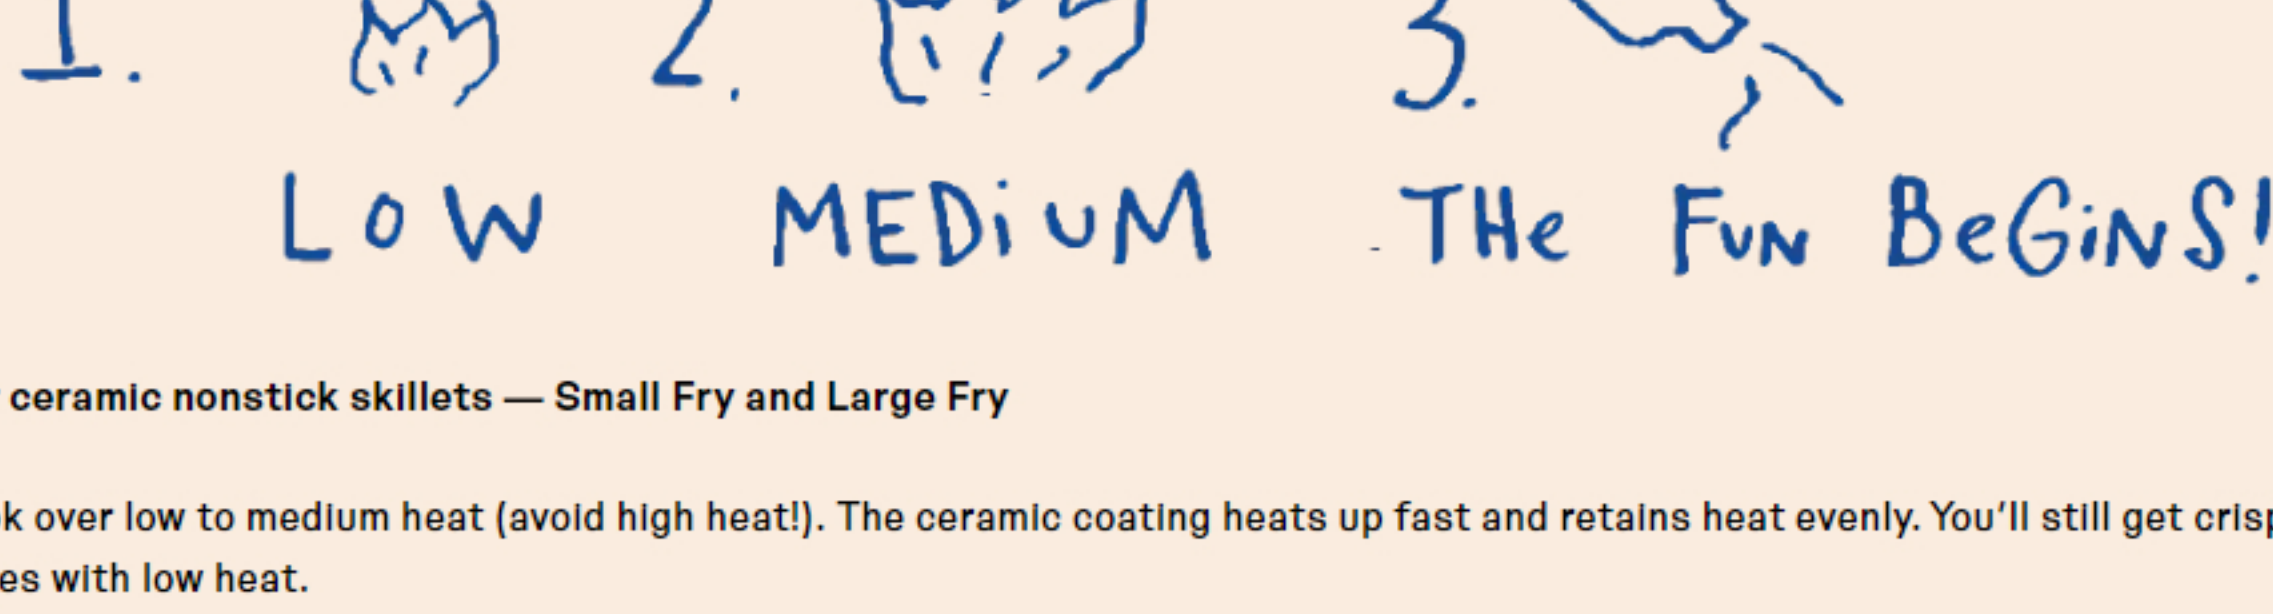 1. 2. 3.
LOW MEDiUM THe FUN BeGiNS!
ceramic nonstick skillets — Small Fry and Large Fry
over low to medium heat (avoid high heat!). The ceramic coating heats up fast and retains heat evenly. You'll still get
with low heat.